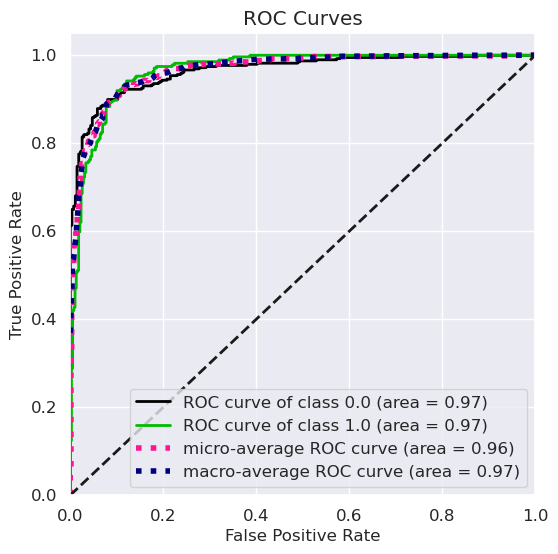 ROC Curves
True Positive Rate
1.0
0.8
0.6
0.4
0.2
0.0
ROC curve of class 0.0 (area = 0.97)
ROC curve of class 1.0 (area = 0.97)
micro-average ROC curve (area = 0.96)
macro-average ROC curve (area = 0.97)
0.0 0.2 0.4 0.6 0.8 1.0
False Positive Rate